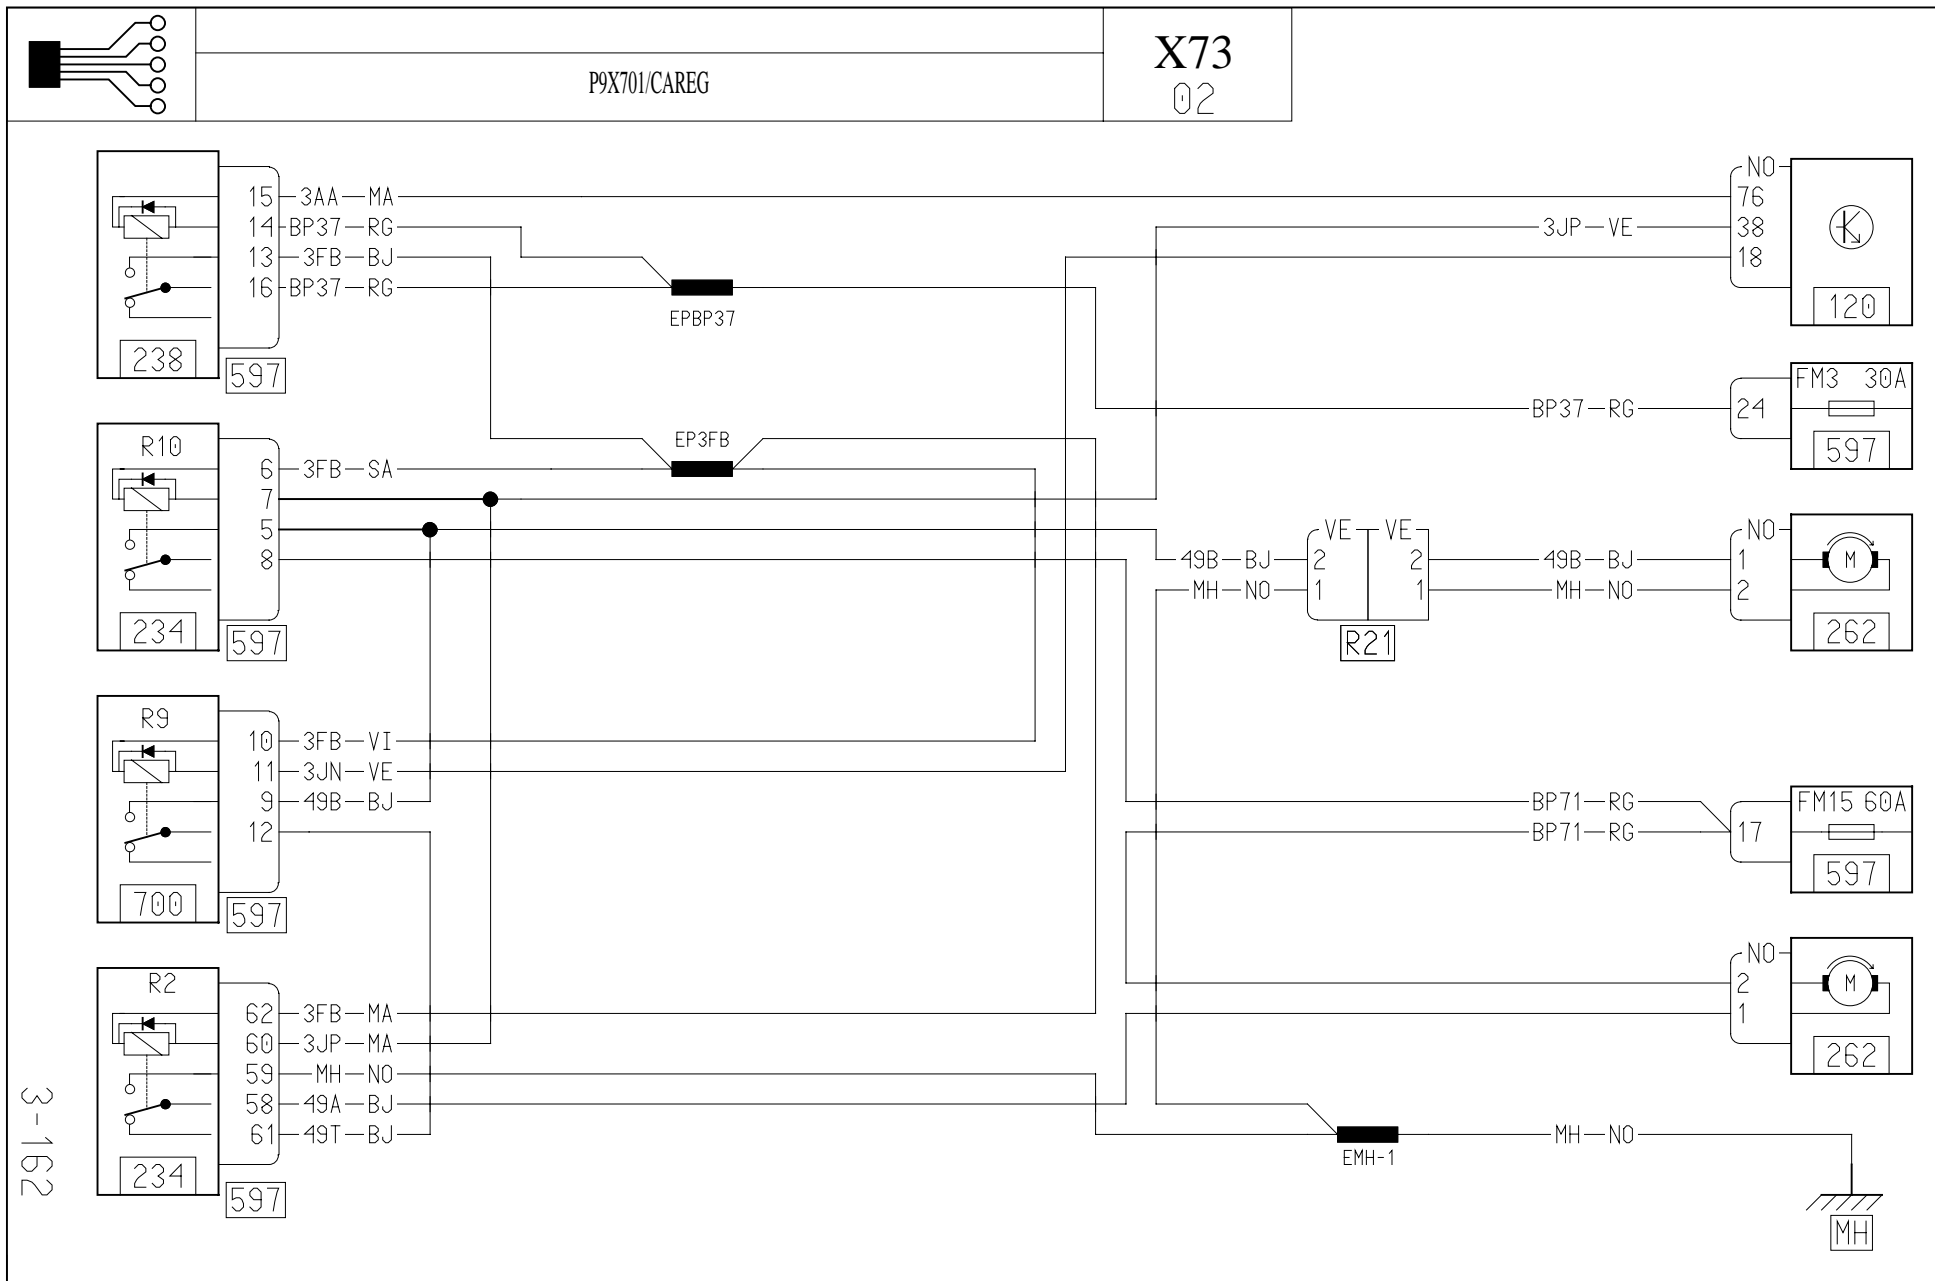 P9X701/CAREG
X73
02
15 3AA MA
14 BP37 RG
13 3FB BJ
16 BP37 RG
238
597
EPBP37
NO
76
3JP VE 38
18
120
BP37 RG 24
FM3 30A
597
R10
6 3FB SA
7
5
8
234
597
EP3FB
49B BJ 2
MH NO 1
VE VE
R21
2 49B BJ 1
1 MH NO 2
NO
M
262
R9
10 3FB VI
11 3JN VE
9 49B BJ
12
700
597
BP71 RG
BP71 RG 17
FM15 60A
597
R2
62 3FB MA
60 3JP MA
59 MH NO
58 49A BJ
61 49T BJ
234
597
NO
2
1
M
262
EMH-1
MH NO
MH
3-162